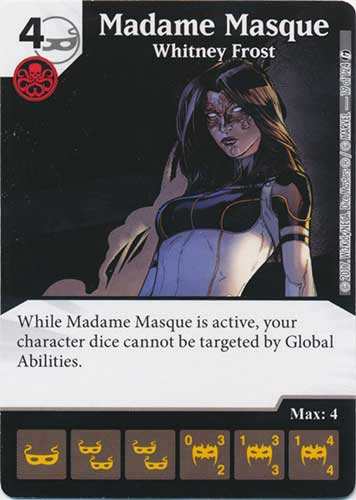 4
Madame Masque
Whitney Frost
While Madame Masque is active, your
character dice cannot be targeted by Global
Abilities.
Max: 4
0 3
2
1 3
3
1 4
4